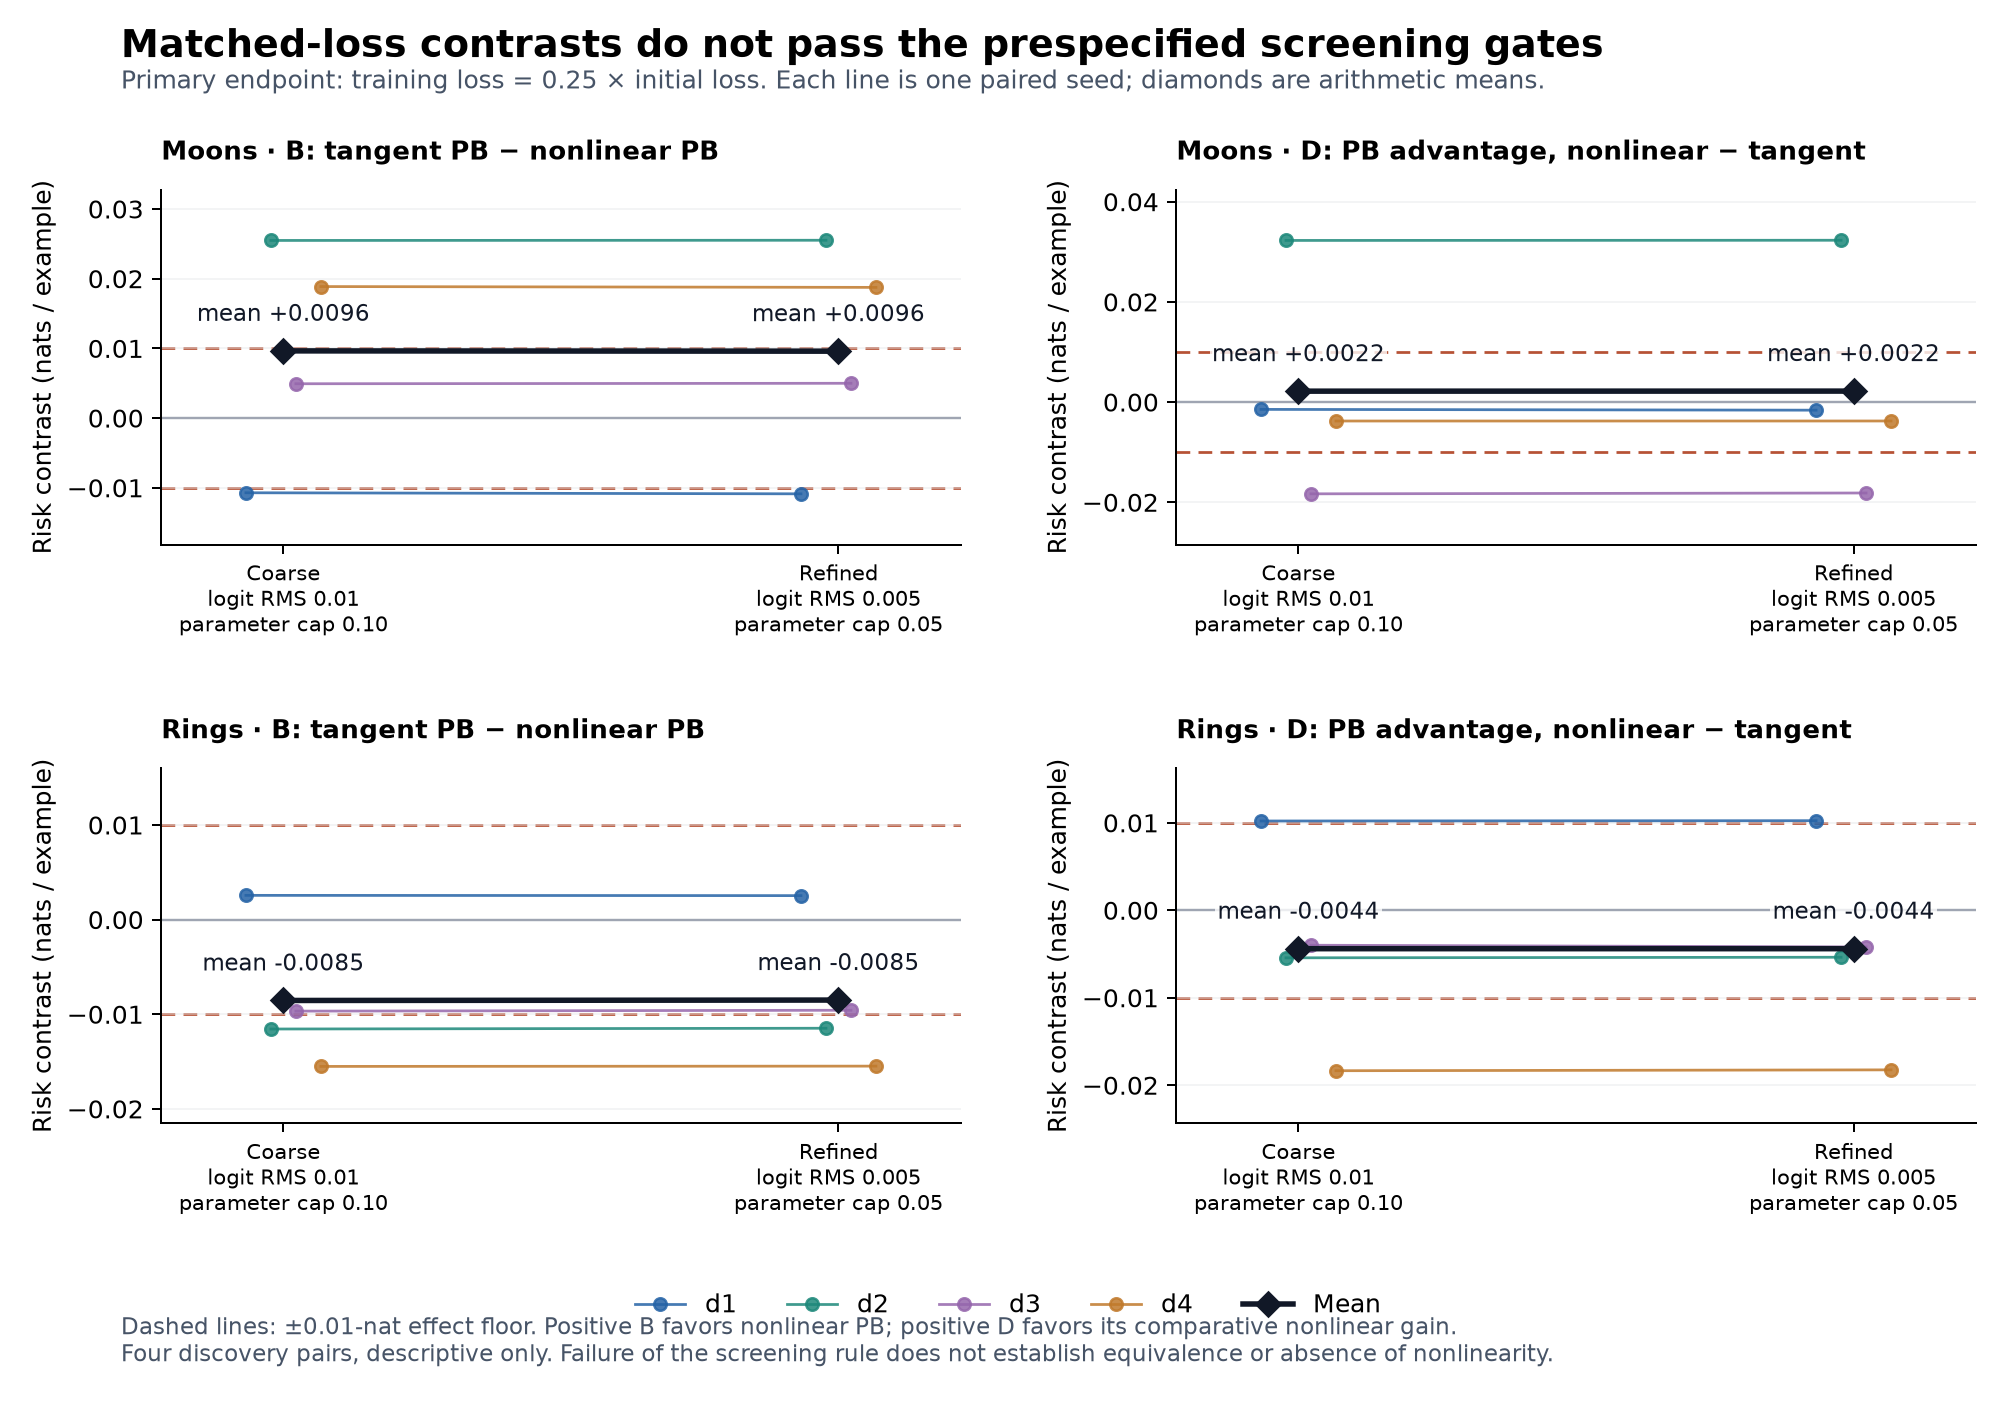 Matched-loss contrasts do not pass the prespecified screening gates
Primary endpoint: training loss = 0.25 × initial loss. Each line is one paired seed; diamonds are arithmetic means.
Moons · B: tangent PB − nonlinear PB
Risk contrast (nats / example)
0.03
0.02
0.01
0.00
−0.01
mean +0.0096
mean +0.0096
Coarse
logit RMS 0.01
parameter cap 0.10
Refined
logit RMS 0.005
parameter cap 0.05
Moons · D: PB advantage, nonlinear − tangent
Risk contrast (nats / example)
0.04
0.02
0.00
−0.02
mean +0.0022
mean +0.0022
Coarse
logit RMS 0.01
parameter cap 0.10
Refined
logit RMS 0.005
parameter cap 0.05
Rings · B: tangent PB − nonlinear PB
Risk contrast (nats / example)
0.01
0.00
−0.01
−0.02
mean -0.0085
mean -0.0085
Coarse
logit RMS 0.01
parameter cap 0.10
Refined
logit RMS 0.005
parameter cap 0.05
Rings · D: PB advantage, nonlinear − tangent
Risk contrast (nats / example)
0.01
0.00
−0.01
−0.02
mean -0.0044
mean -0.0044
Coarse
logit RMS 0.01
parameter cap 0.10
Refined
logit RMS 0.005
parameter cap 0.05
d1 d2 d3 d4 Mean
Dashed lines: ±0.01-nat effect floor. Positive B favors nonlinear PB; positive D favors its comparative nonlinear gain.
Four discovery pairs, descriptive only. Failure of the screening rule does not establish equivalence or absence of nonlinearity.